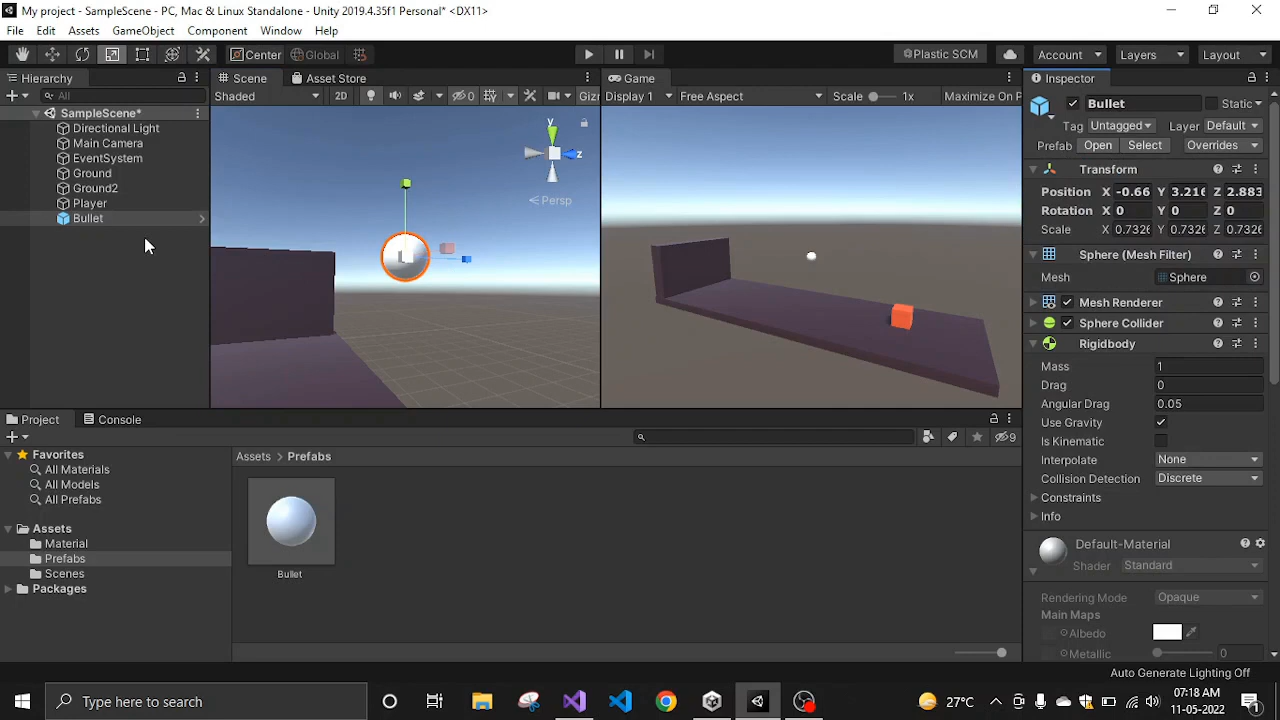 My project - SampleScene - PC, Mac & Linux Standalone - Unity 2019.4.35f1 Personal* <DX11>
File Edit Assets GameObject Component Window Help
Center Global Plastic SCM Account Layers Layout
Hierarchy Scene Asset Store Game Inspector
All Shaded 2D 0 Giz Display 1 Free Aspect Scale 1x Maximize On P
Bullet Static
SampleScene*
Directional Light
Main Camera
EventSystem
Ground
Ground2
Player
Bullet
y
z
Persp
Tag Untagged Layer Default
Prefab Open Select Overrides
Transform
Position X -0.66 Y 3.216 Z 2.883
Rotation X 0 Y 0 Z 0
Scale X 0.7326 Y 0.7326 Z 0.7326
Sphere (Mesh Filter)
Mesh Sphere
Mesh Renderer
Sphere Collider
Rigidbody
Mass 1
Drag 0
Angular Drag 0.05
Use Gravity
Is Kinematic
Interpolate None
Collision Detection Discrete
Constraints
Info
Default-Material
Shader Standard
Rendering Mode Opaque
Main Maps
Albedo
Metallic 0
Project Console
9
Favorites
All Materials
All Models
All Prefabs
Assets
Material
Prefabs
Scenes
Packages
Assets > Prefabs
Bullet
Auto Generate Lighting Off
Type here to search
27°C
07:18 AM
11-05-2022
1